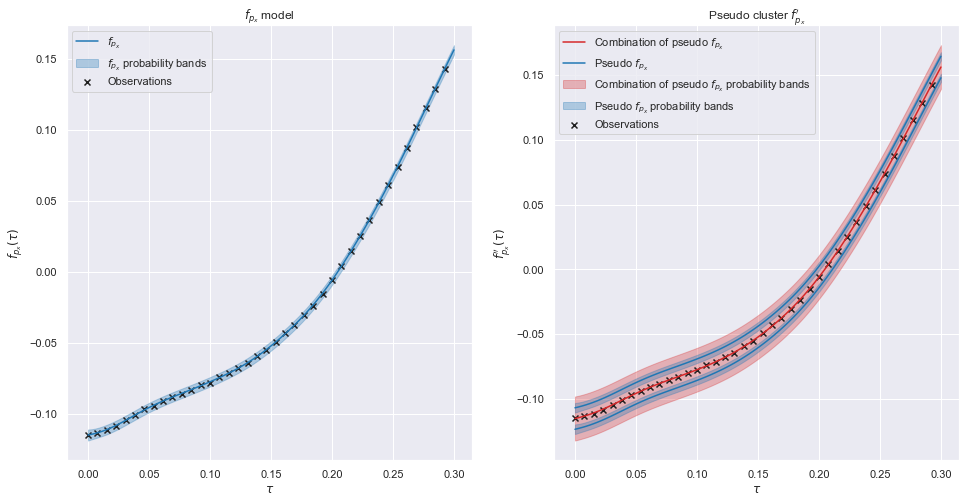 f_{p_x} model
f_{p_x}
f_{p_x} probability bands
Observations
0.15
0.10
0.05
0.00
−0.05
−0.10
f_{p_x}(τ)
0.00 0.05 0.10 0.15 0.20 0.25 0.30
τ
Pseudo cluster f'_{p_x}
Combination of pseudo f_{p_x}
Pseudo f_{p_x}
Combination of pseudo f_{p_x} probability bands
Pseudo f_{p_x} probability bands
Observations
0.15
0.10
0.05
0.00
−0.05
−0.10
f''_{p_x}(τ)
0.00 0.05 0.10 0.15 0.20 0.25 0.30
τ